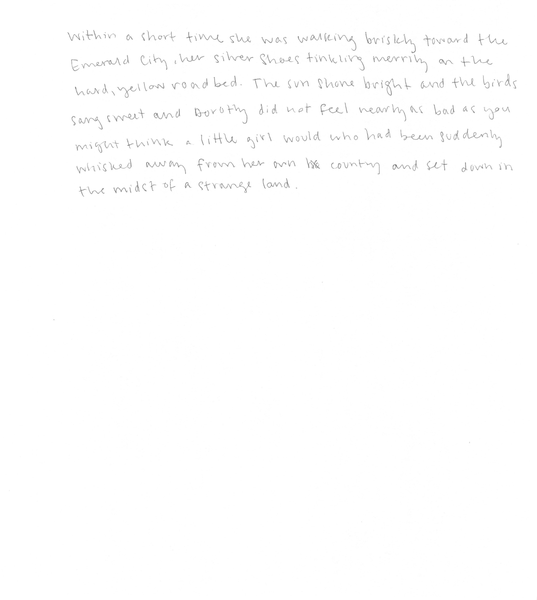 Within a short time she was walking briskly toward the
Emerald City, her silver shoes tinkling merrily on the
hard, yellow roadbed. The sun shone bright and the birds
sang sweet and Dorothy did not feel nearly as bad as you
might think a little girl would who had been suddenly
whisked away from her own country and set down in
the midst of a strange land.